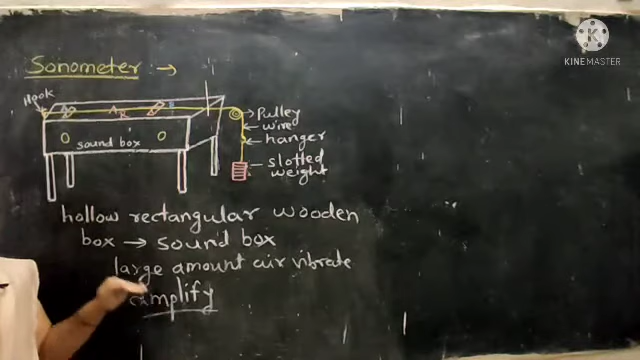 Sonometer →
KINEMASTER
Hook
A
A
R
B
→ Pulley
wire
hanger
sound box
slotted
weight
hollow rectangular wooden
box → sound box
large amount air vibrate
amplify